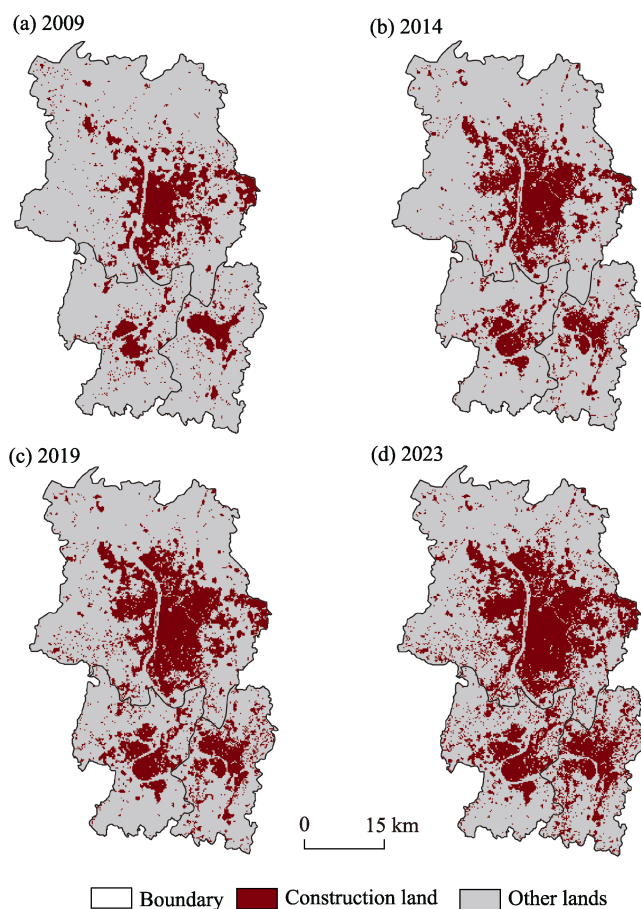 (a) 2009
(b) 2014
(c) 2019
(d) 2023
0 15 km
Boundary Construction land Other lands